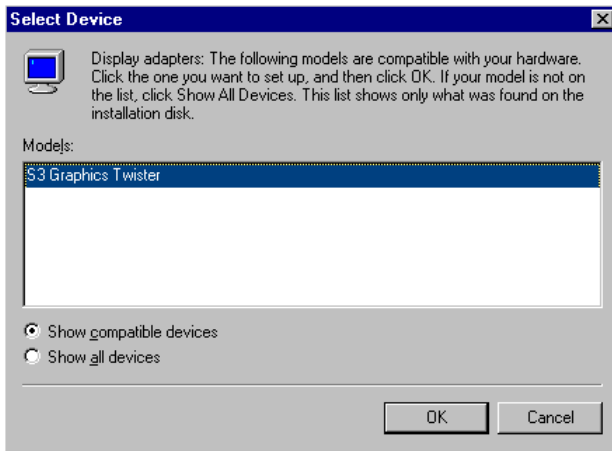 Select Device
Display adapters: The following models are compatible with your hardware.
Click the one you want to set up, and then click OK. If your model is not on
the list, click Show All Devices. This list shows only what was found on the
installation disk.
Models:
S3 Graphics Twister
Show compatible devices
Show all devices
OK Cancel